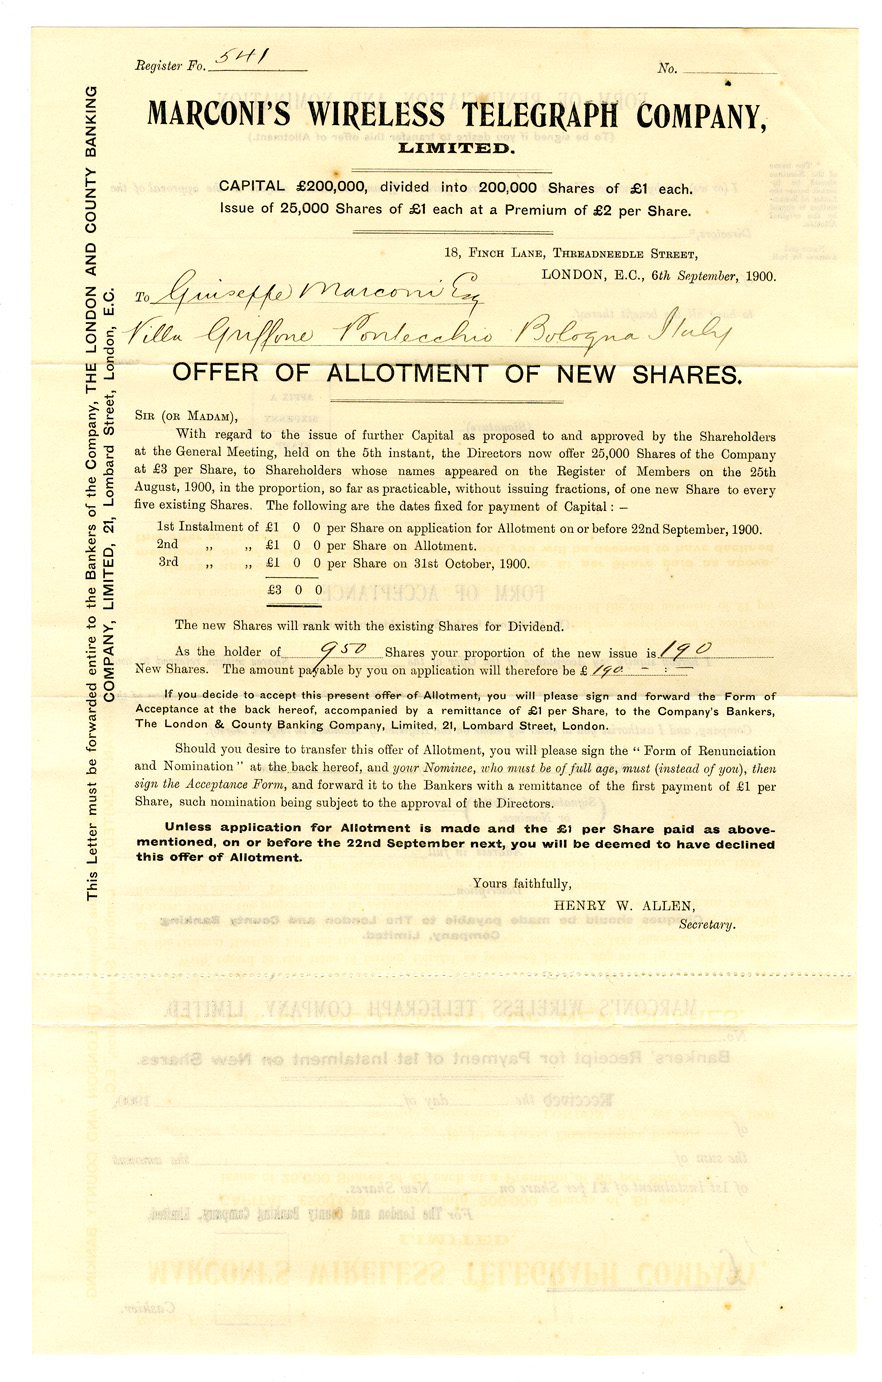 Register Fo. 541
No.
MARCONI'S WIRELESS TELEGRAPH COMPANY,
LIMITED.
CAPITAL £200,000, divided into 200,000 Shares of £1 each.
Issue of 25,000 Shares of £1 each at a Premium of £2 per Share.
18, Finch Lane, Threadneedle Street,
LONDON, E.C., 6th September, 1900.
To Guiseppe Marconi Esq
Villa Griffone Pontecchio Bologna Italy
OFFER OF ALLOTMENT OF NEW SHARES.
Sir (or Madam),
With regard to the issue of further Capital as proposed to and approved by the Shareholders
at the General Meeting, held on the 5th instant, the Directors now offer 25,000 Shares of the Company
at £3 per Share, to Shareholders whose names appeared on the Register of Members on the 25th
August, 1900, in the proportion, so far as practicable, without issuing fractions, of one new Share to every
five existing Shares. The following are the dates fixed for payment of Capital : —
1st Instalment of £1 0 0 per Share on application for Allotment on or before 22nd September, 1900.
2nd ,, ,, £1 0 0 per Share on Allotment.
3rd ,, ,, £1 0 0 per Share on 31st October, 1900.
£3 0 0
The new Shares will rank with the existing Shares for Dividend.
As the holder of 950 Shares your proportion of the new issue is 190
New Shares. The amount payable by you on application will therefore be £ 190 – : –
If you decide to accept this present offer of Allotment, you will please sign and forward the Form of
Acceptance at the back hereof, accompanied by a remittance of £1 per Share, to the Company's Bankers,
The London & County Banking Company, Limited, 21, Lombard Street, London.
Should you desire to transfer this offer of Allotment, you will please sign the "Form of Renunciation
and Nomination" at the back hereof, and your Nominee, who must be of full age, must (instead of you), then
sign the Acceptance Form, and forward it to the Bankers with a remittance of the first payment of £1 per
Share, such nomination being subject to the approval of the Directors.
Unless application for Allotment is made and the £1 per Share paid as above-
mentioned, on or before the 22nd September next, you will be deemed to have declined
this offer of Allotment.
Yours faithfully,
HENRY W. ALLEN,
Secretary.
This Letter must be forwarded entire to the Bankers of the Company, THE LONDON AND COUNTY BANKING
COMPANY, LIMITED, 21, Lombard Street, London, E.C.